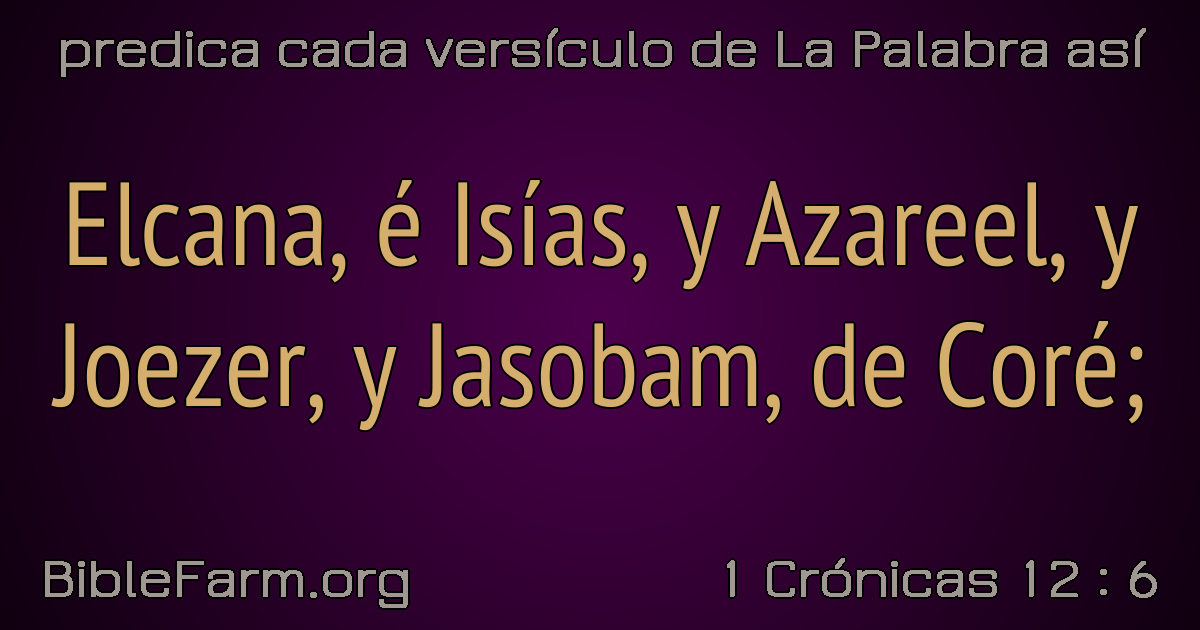 predica cada versículo de La Palabra así
Elcana, é Isías, y Azareel, y
Joezer, y Jasobam, de Coré;
BibleFarm.org
1 Crónicas 12 : 6